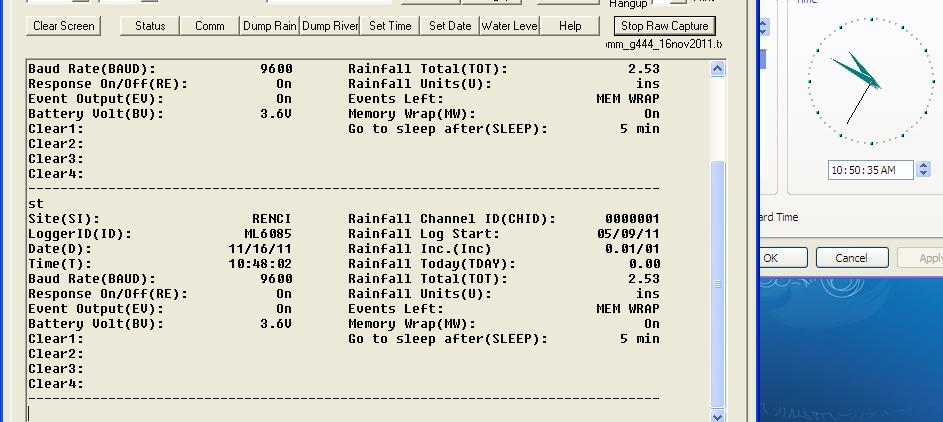 Hangup
Clear Screen Status Comm Dump Rain Dump River Set Time Set Date Water Leve Help Stop Raw Capture
mm_g444_16nov2011.t
Baud Rate(BAUD): 9600 Rainfall Total(TOT): 2.53
Response On/Off(RE): On Rainfall Units(U): ins
Event Output(EV): On Events Left: MEM WRAP
Battery Volt(BV): 3.6V Memory Wrap(MW): On
Clear1: Go to sleep after(SLEEP): 5 min
Clear2:
Clear3:
Clear4:
st
Site(SI): RENCI Rainfall Channel ID(CHID): 0000001
LoggerID(ID): ML6085 Rainfall Log Start: 05/09/11
Date(D): 11/16/11 Rainfall Inc.(Inc) 0.01/01
Time(T): 10:48:02 Rainfall Today(TDAY): 0.00
Baud Rate(BAUD): 9600 Rainfall Total(TOT): 2.53
Response On/Off(RE): On Rainfall Units(U): ins
Event Output(EV): On Events Left: MEM WRAP
Battery Volt(BV): 3.6V Memory Wrap(MW): On
Clear1: Go to sleep after(SLEEP): 5 min
Clear2:
Clear3:
Clear4:
Time
10:50:35 AM
ard Time
OK Cancel Apply